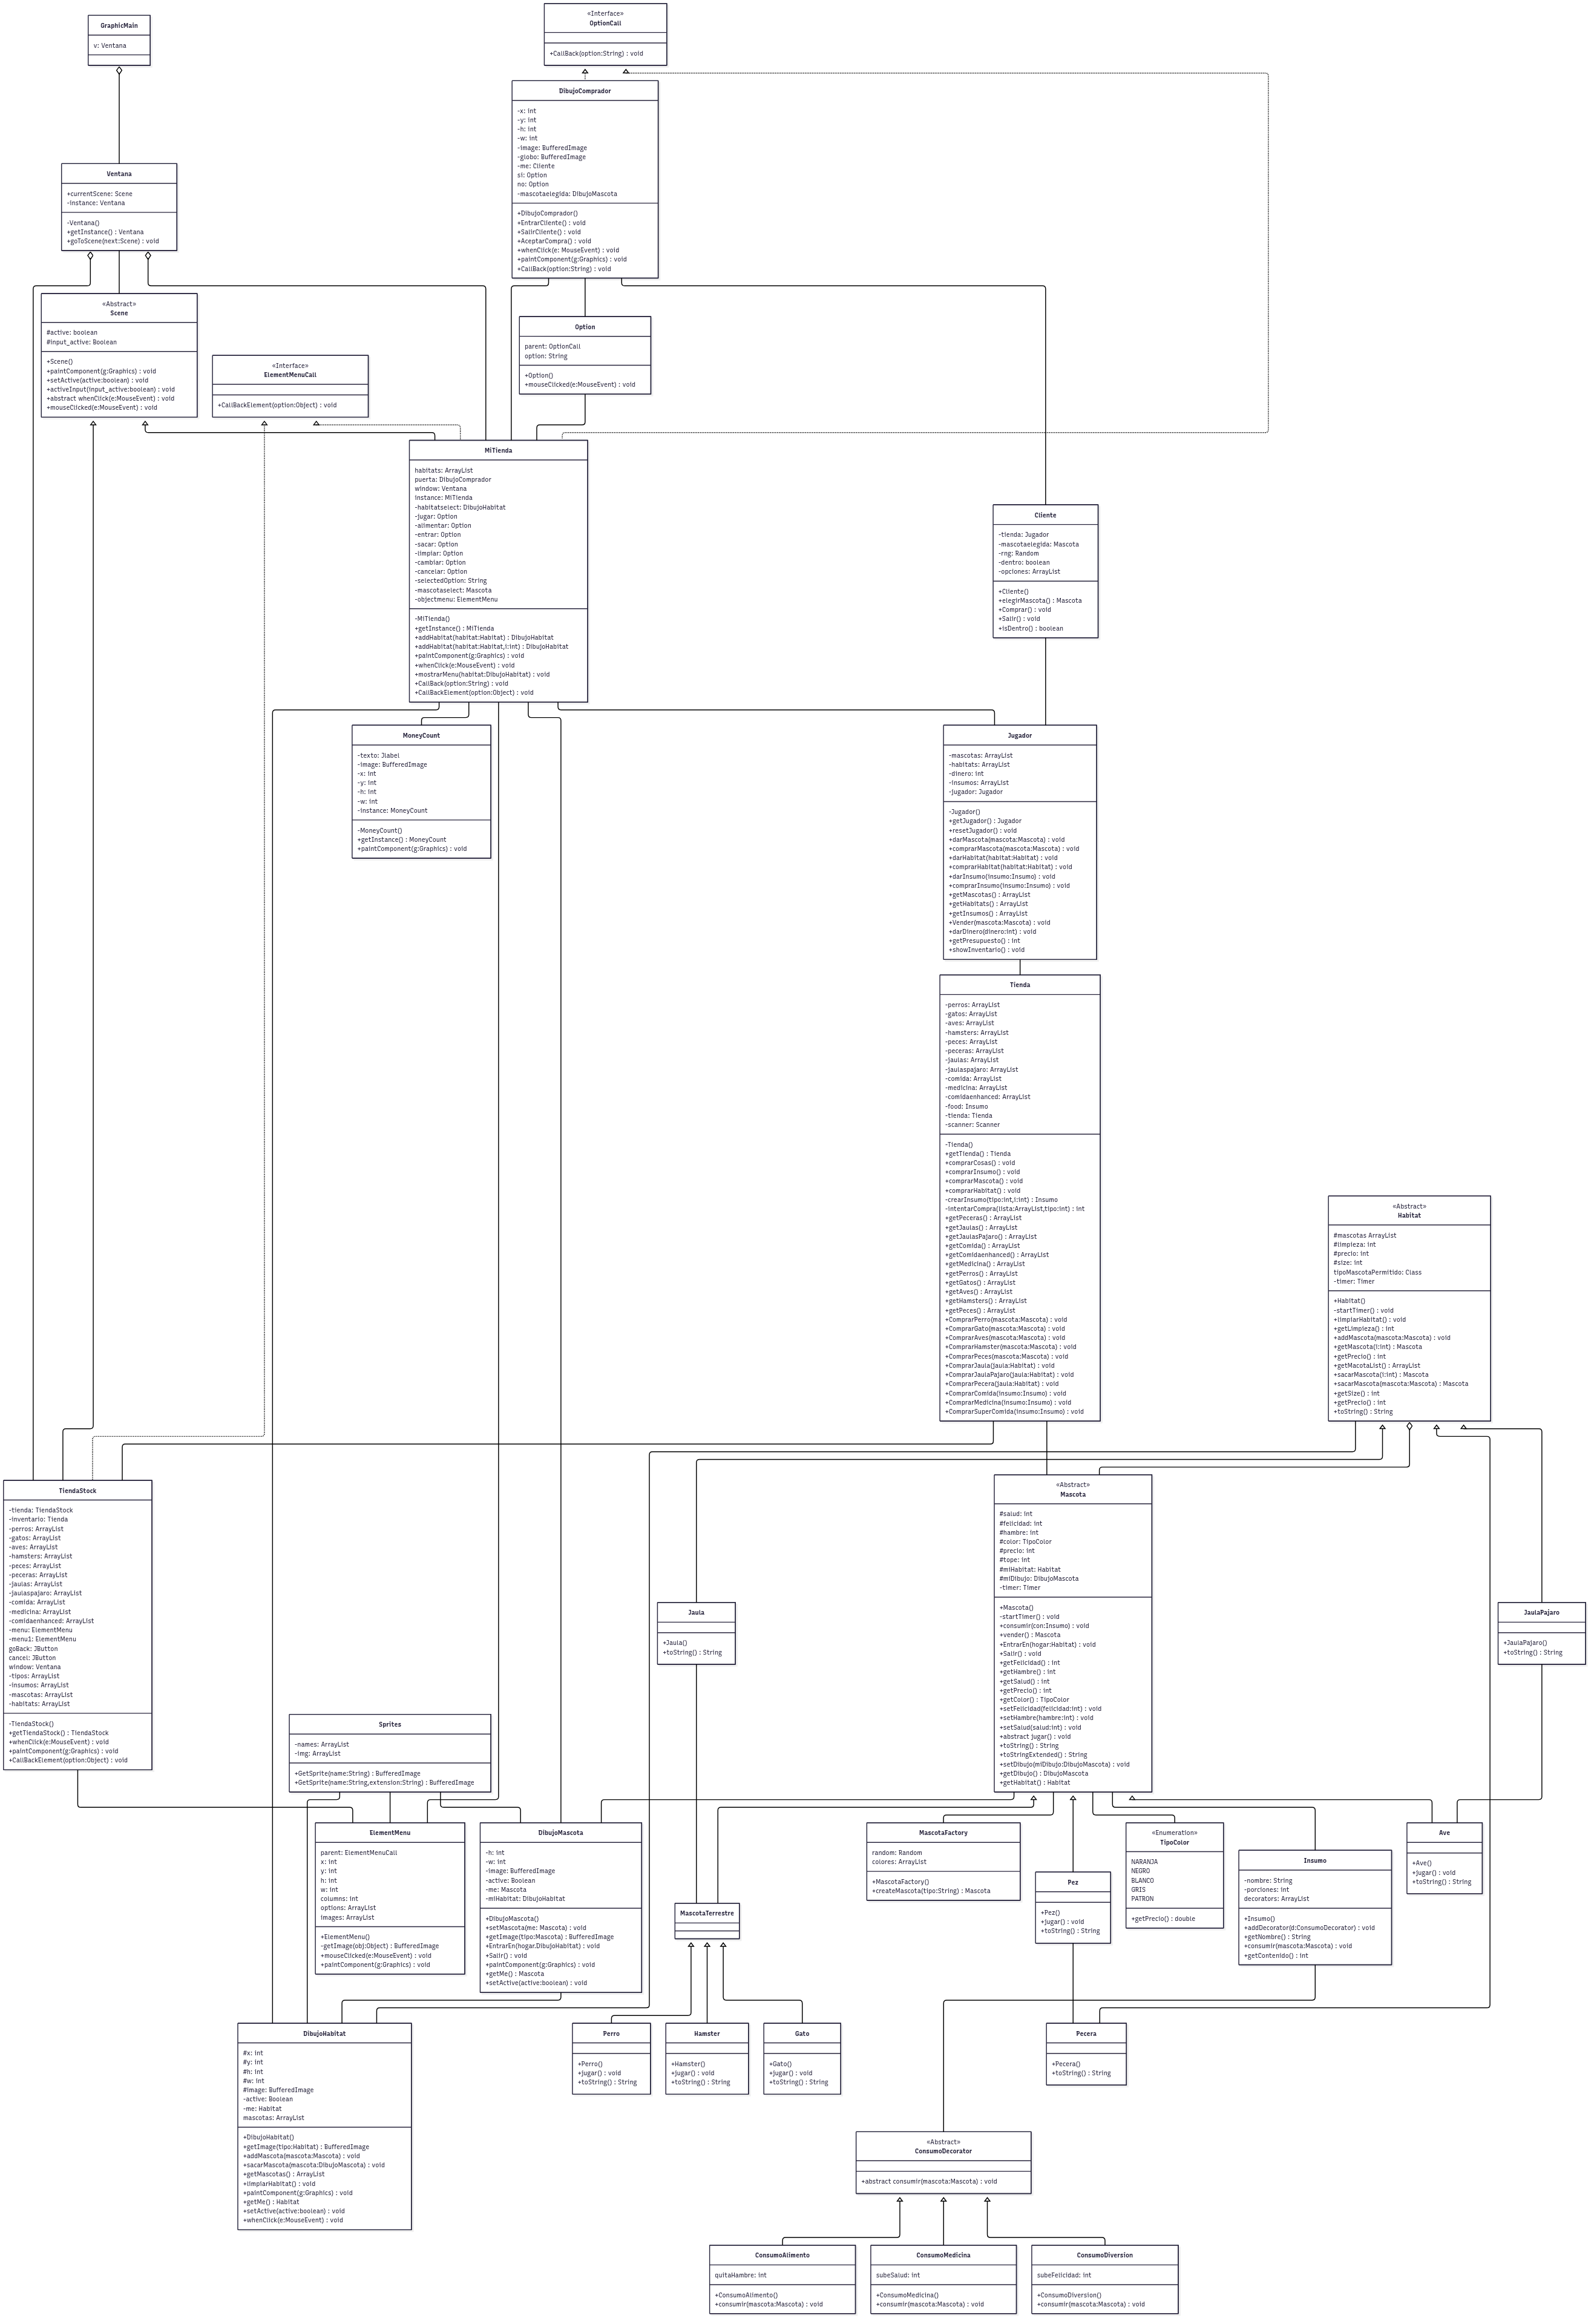 GraphicMain
v: Ventana
«Interface»
OptionCall
+CallBack(option:String) : void
DibujoComprador
-x: int
-y: int
-h: int
-w: int
-image: BufferedImage
-globo: BufferedImage
-me: Cliente
si: Option
no: Option
-mascotaelegida: DibujoMascota
+DibujoComprador()
+EntrarCliente() : void
+SalirCliente() : void
+AceptarCompra() : void
+whenClick(e: MouseEvent) : void
+paintComponent(g:Graphics) : void
+CallBack(option:String) : void
Ventana
+currentScene: Scene
-instance: Ventana
-Ventana()
+getInstance() : Ventana
+goToScene(next:Scene) : void
«Abstract»
Scene
#active: boolean
#input_active: Boolean
+Scene()
+paintComponent(g:Graphics) : void
+setActive(active:boolean) : void
+activeInput(input_active:boolean) : void
+abstract whenClick(e:MouseEvent) : void
+mouseClicked(e:MouseEvent) : void
«Interface»
ElementMenuCall
+CallBackElement(option:Object) : void
Option
parent: OptionCall
option: String
+Option()
+mouseClicked(e:MouseEvent) : void
MiTienda
habitats: ArrayList
puerta: DibujoComprador
window: Ventana
instance: MiTienda
-habitatselect: DibujoHabitat
-jugar: Option
-alimentar: Option
-entrar: Option
-sacar: Option
-limpiar: Option
-cambiar: Option
-cancelar: Option
-selectedOption: String
-mascotaselect: Mascota
-objectmenu: ElementMenu
-MiTienda()
+getInstance() : MiTienda
+addHabitat(habitat:Habitat) : DibujoHabitat
+addHabitat(habitat:Habitat,i:int) : DibujoHabitat
+paintComponent(g:Graphics) : void
+whenClick(e:MouseEvent) : void
+mostrarMenu(habitat:DibujoHabitat) : void
+CallBack(option:String) : void
+CallBackElement(option:Object) : void
Cliente
-tienda: Jugador
-mascotaelegida: Mascota
-rng: Random
-dentro: boolean
-opciones: ArrayList
+Cliente()
+elegirMascota() : Mascota
+Comprar() : void
+Salir() : void
+isDentro() : boolean
MoneyCount
-texto: Jlabel
-image: BufferedImage
-x: int
-y: int
-h: int
-w: int
-instance: MoneyCount
-MoneyCount()
+getInstance() : MoneyCount
+paintComponent(g:Graphics) : void
Jugador
-mascotas: ArrayList
-habitats: ArrayList
-dinero: int
-insumos: ArrayList
-jugador: Jugador
-Jugador()
+getJugador() : Jugador
+resetJugador() : void
+darMascota(mascota:Mascota) : void
+comprarMascota(mascota:Mascota) : void
+darHabitat(habitat:Habitat) : void
+comprarHabitat(habitat:Habitat) : void
+darInsumo(insumo:Insumo) : void
+comprarInsumo(insumo:Insumo) : void
+getMascotas() : ArrayList
+getHabitats() : ArrayList
+getInsumos() : ArrayList
+Vender(mascota:Mascota) : void
+darDinero(dinero:int) : void
+getPresupuesto() : int
+showInventario() : void
Tienda
-perros: ArrayList
-gatos: ArrayList
-aves: ArrayList
-hamsters: ArrayList
-peces: ArrayList
-peceras: ArrayList
-jaulas: ArrayList
-jaulaspajaro: ArrayList
-comida: ArrayList
-medicina: ArrayList
-comidaenhanced: ArrayList
-food: Insumo
-tienda: Tienda
-scanner: Scanner
-Tienda()
+getTienda() : Tienda
+comprarCosas() : void
+comprarInsumo() : void
+comprarMascota() : void
+comprarHabitat() : void
-crearInsumo(tipo:int,i:int) : Insumo
-intentarCompra(lista:ArrayList,tipo:int) : int
+getPeceras() : ArrayList
+getJaulas() : ArrayList
+getJaulasPajaro() : ArrayList
+getComida() : ArrayList
+getComidaenhanced() : ArrayList
+getMedicina() : ArrayList
+getPerros() : ArrayList
+getGatos() : ArrayList
+getAves() : ArrayList
+getHamsters() : ArrayList
+getPeces() : ArrayList
+ComprarPerro(mascota:Mascota) : void
+ComprarGato(mascota:Mascota) : void
+ComprarAves(mascota:Mascota) : void
+ComprarHamster(mascota:Mascota) : void
+ComprarPeces(mascota:Mascota) : void
+ComprarJaula(jaula:Habitat) : void
+ComprarJaulaPajaro(jaula:Habitat) : void
+ComprarPecera(jaula:Habitat) : void
+ComprarComida(insumo:Insumo) : void
+ComprarMedicina(insumo:Insumo) : void
+ComprarSuperComida(insumo:Insumo) : void
«Abstract»
Habitat
#mascotas ArrayList
#limpieza: int
#precio: int
#size: int
tipoMascotaPermitido: Class
-timer: Timer
+Habitat()
-startTimer() : void
+limpiarHabitat() : void
+getLimpieza() : int
+addMascota(mascota:Mascota) : void
+getMascota(i:int) : Mascota
+getPrecio() : int
+getMacotaList() : ArrayList
+sacarMascota(i:int) : Mascota
+sacarMascota(mascota:Mascota) : Mascota
+getSize() : int
+getPrecio() : int
+toString() : String
TiendaStock
-tienda: TiendaStock
-inventario: Tienda
-perros: ArrayList
-gatos: ArrayList
-aves: ArrayList
-hamsters: ArrayList
-peces: ArrayList
-peceras: ArrayList
-jaulas: ArrayList
-jaulaspajaro: ArrayList
-comida: ArrayList
-medicina: ArrayList
-comidaenhanced: ArrayList
-menu: ElementMenu
-menu1: ElementMenu
goBack: JButton
cancel: JButton
window: Ventana
-tipos: ArrayList
-insumos: ArrayList
-mascotas: ArrayList
-habitats: ArrayList
-TiendaStock()
+getTiendaStock() : TiendaStock
+whenClick(e:MouseEvent) : void
+paintComponent(g:Graphics) : void
+CallBackElement(option:Object) : void
«Abstract»
Mascota
#salud: int
#felicidad: int
#hambre: int
#color: TipoColor
#precio: int
#tope: int
#miHabitat: Habitat
#miDibujo: DibujoMascota
-timer: Timer
+Mascota()
-startTimer() : void
+consumir(con:Insumo) : void
+vender() : Mascota
+EntrarEn(hogar:Habitat) : void
+Salir() : void
+getFelicidad() : int
+getHambre() : int
+getSalud() : int
+getPrecio() : int
+getColor() : TipoColor
+setFelicidad(felicidad:int) : void
+setHambre(hambre:int) : void
+setSalud(salud:int) : void
+abstract jugar() : void
+toString() : String
+toStringExtended() : String
+setDibujo(miDibujo:DibujoMascota) : void
+getDibujo() : DibujoMascota
+getHabitat() : Habitat
Jaula
+Jaula()
+toString() : String
JaulaPajaro
+JaulaPajaro()
+toString() : String
Sprites
-names: ArrayList
-img: ArrayList
+GetSprite(name:String) : BufferedImage
+GetSprite(name:String,extension:String) : BufferedImage
ElementMenu
parent: ElementMenuCall
x: int
y: int
h: int
w: int
columns: int
options: ArrayList
images: ArrayList
+ElementMenu()
-getImage(obj:Object) : BufferedImage
+mouseClicked(e:MouseEvent) : void
+paintComponent(g:Graphics) : void
DibujoMascota
-h: int
-w: int
-image: BufferedImage
-active: Boolean
-me: Mascota
-miHabitat: DibujoHabitat
+DibujoMascota()
+setMascota(me: Mascota) : void
+getImage(tipo:Mascota) : BufferedImage
+EntrarEn(hogar.DibujoHabitat) : void
+Salir() : void
+paintComponent(g:Graphics) : void
+getMe() : Mascota
+setActive(active:boolean) : void
MascotaTerrestre
MascotaFactory
random: Random
colores: ArrayList
+MascotaFactory()
+createMascota(tipo:String) : Mascota
Pez
+Pez()
+jugar() : void
+toString() : String
«Enumeration»
TipoColor
NARANJA
NEGRO
BLANCO
GRIS
PATRON
+getPrecio() : double
Insumo
-nombre: String
-porciones: int
decorators: ArrayList
+Insumo()
+addDecorator(d:ConsumoDecorator) : void
+getNombre() : String
+consumir(mascota:Mascota) : void
+getContenido() : int
Ave
+Ave()
+jugar() : void
+toString() : String
DibujoHabitat
#x: int
#y: int
#h: int
#w: int
#image: BufferedImage
-active: Boolean
-me: Habitat
mascotas: ArrayList
+DibujoHabitat()
+getImage(tipo:Habitat) : BufferedImage
+addMascota(mascota:Mascota) : void
+sacarMascota(mascota:DibujoMascota) : void
+getMascotas() : ArrayList
+limpiarHabitat() : void
+paintComponent(g:Graphics) : void
+getMe() : Habitat
+setActive(active:boolean) : void
+whenClick(e:MouseEvent) : void
Perro
+Perro()
+jugar() : void
+toString() : String
Hamster
+Hamster()
+jugar() : void
+toString() : String
Gato
+Gato()
+jugar() : void
+toString() : String
Pecera
+Pecera()
+toString() : String
«Abstract»
ConsumoDecorator
+abstract consumir(mascota:Mascota) : void
ConsumoAlimento
quitaHambre: int
+ConsumoAlimento()
+consumir(mascota:Mascota) : void
ConsumoMedicina
subeSalud: int
+ConsumoMedicina()
+consumir(mascota:Mascota) : void
ConsumoDiversion
subeFelicidad: int
+ConsumoDiversion()
+consumir(mascota:Mascota) : void